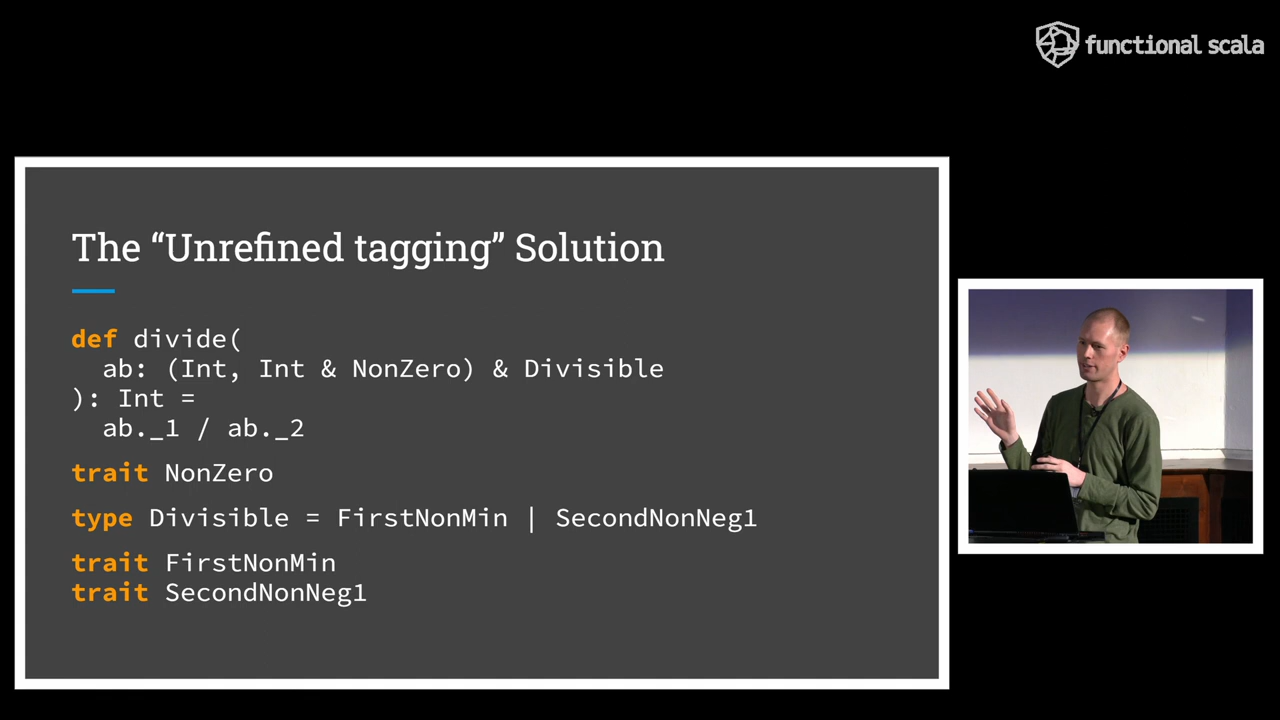 functional scala
The “Unrefined tagging” Solution
def divide(
  ab: (Int, Int & NonZero) & Divisible
): Int =
  ab._1 / ab._2
trait NonZero
type Divisible = FirstNonMin | SecondNonNeg1
trait FirstNonMin
trait SecondNonNeg1